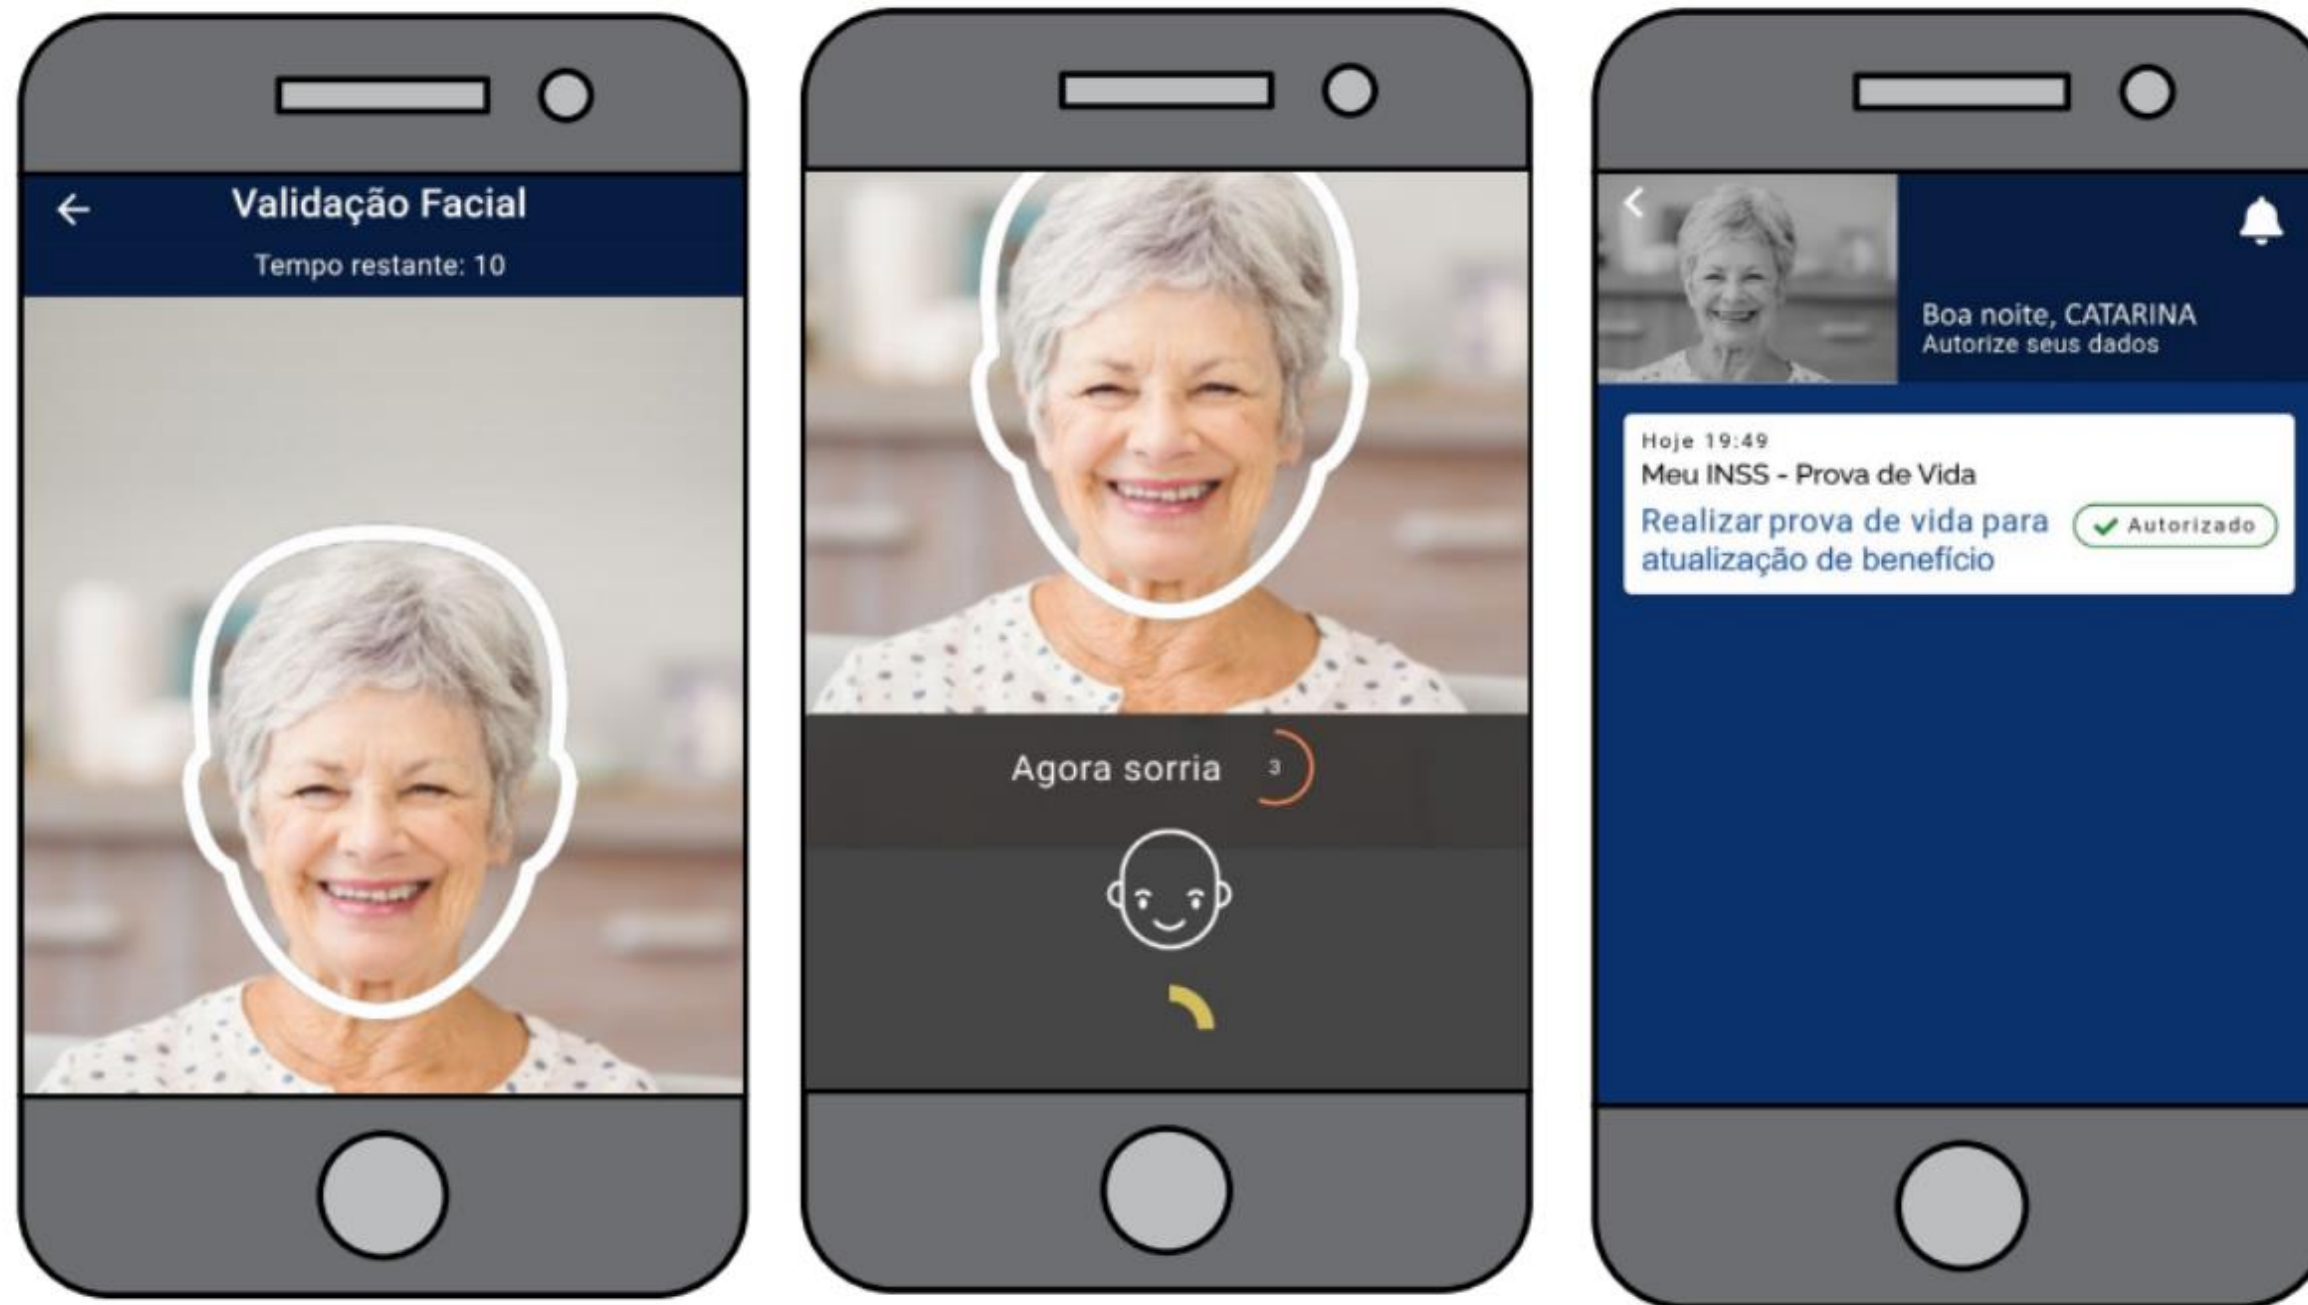 Validação Facial
Tempo restante: 10
Agora sorria 3
Boa noite, CATARINA
Autorize seus dados
Hoje 19:49
Meu INSS - Prova de Vida
Realizar prova de vida para
atualização de benefício
Autorizado